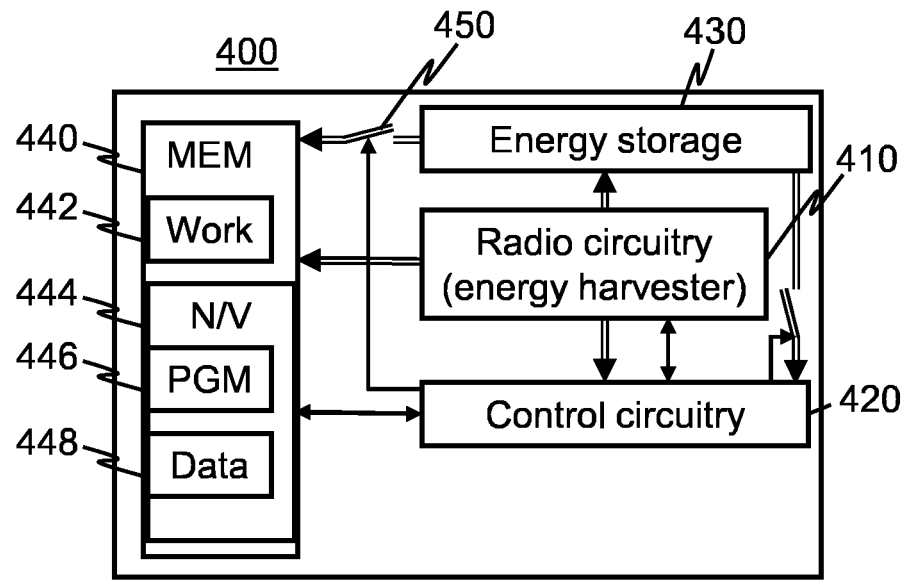 400
450
430
440
MEM
Energy storage
410
442
Work
Radio circuitry
(energy harvester)
444
N/V
446
PGM
Control circuitry
420
448
Data